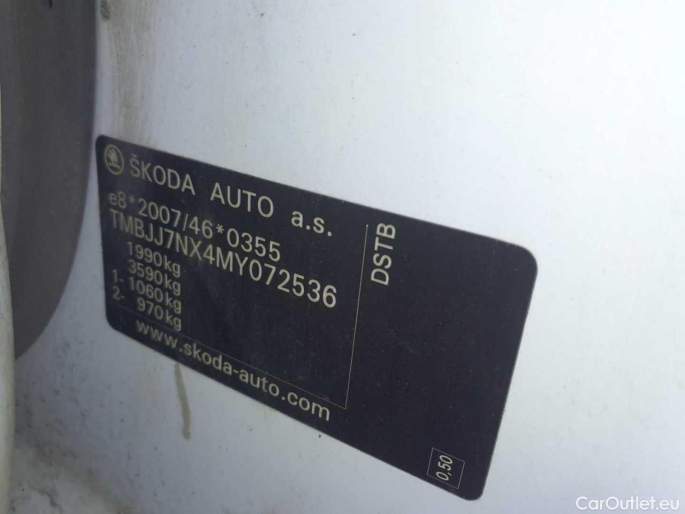 ŠKODA AUTO a.s.
e8*2007/46*0355
TMBJJ7NX4MY072536
1990kg
3590kg
1- 1060kg
2- 970kg
www.skoda-auto.com
DSTB
0,50
CarOutlet.eu